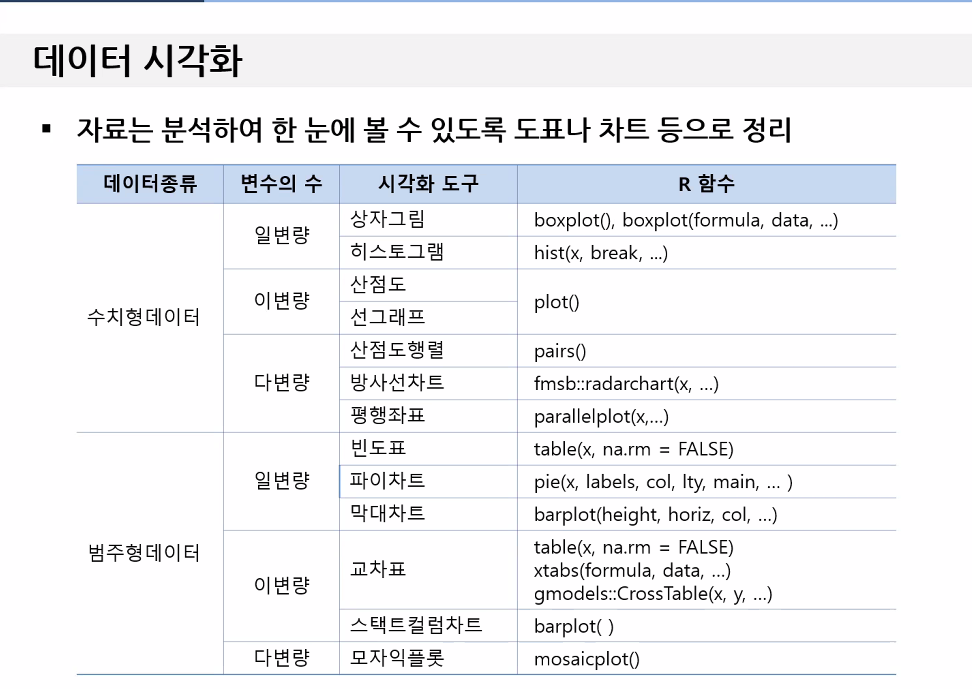 데이터 시각화
▪ 자료는 분석하여 한 눈에 볼 수 있도록 도표나 차트 등으로 정리
데이터종류 변수의 수 시각화 도구 R 함수
수치형데이터
일변량
상자그림 boxplot(), boxplot(formula, data, ...)
히스토그램 hist(x, break, ...)
이변량
산점도 plot()
선그래프
다변량
산점도행렬 pairs()
방사선차트 fmsb::radarchart(x, ...)
평행좌표 parallelplot(x,...)
범주형데이터
일변량
빈도표 table(x, na.rm = FALSE)
파이차트 pie(x, labels, col, lty, main, ... )
막대차트 barplot(height, horiz, col, ...)
이변량
교차표 table(x, na.rm = FALSE)
xtabs(formula, data, ...)
gmodels::CrossTable(x, y, ...)
스택트컬럼차트 barplot( )
다변량
모자익플롯 mosaicplot()